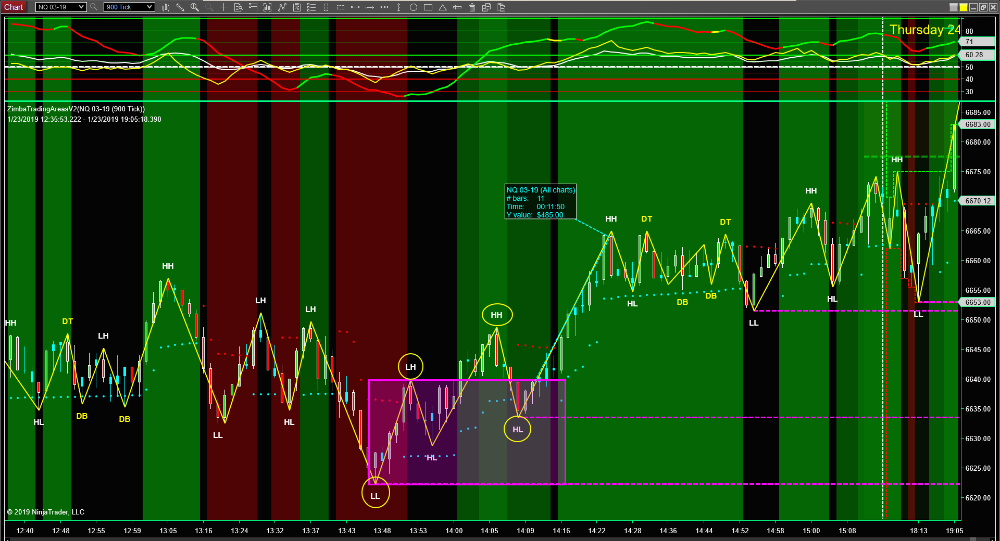 Chart NQ 03-19 900 Tick
Thursday 24
80
71
60.28
50
40
30
ZimbaTradingAreasV2(NQ 03-19 (900 Tick))
1/23/2019 12:35:53.222 - 1/23/2019 19:05:18.390
6685.00
6683.00
6680.00
6675.00
6670.12
6665.00
6660.00
6655.00
6653.00
6650.00
6645.00
6640.00
6635.00
6630.00
6625.00
6620.00
NQ 03-19 (All charts)
# bars: 11
Time: 00:11:50
Y value: $485.00
HH
HL
DT
DB
LH
DB
HH
LL
LH
HL
LH
LL
LH
HL
HH
HL
HH
HL
DT
DB
DB
DT
LL
HH
HL
HH
LL
© 2019 NinjaTrader, LLC
12:40 12:48 12:55 12:59 13:05 13:16 13:24 13:32 13:37 13:43 13:48 13:53 14:00 14:05 14:09 14:16 14:22 14:28 14:36 14:44 14:52 14:58 15:00 15:08 18:13 19:05